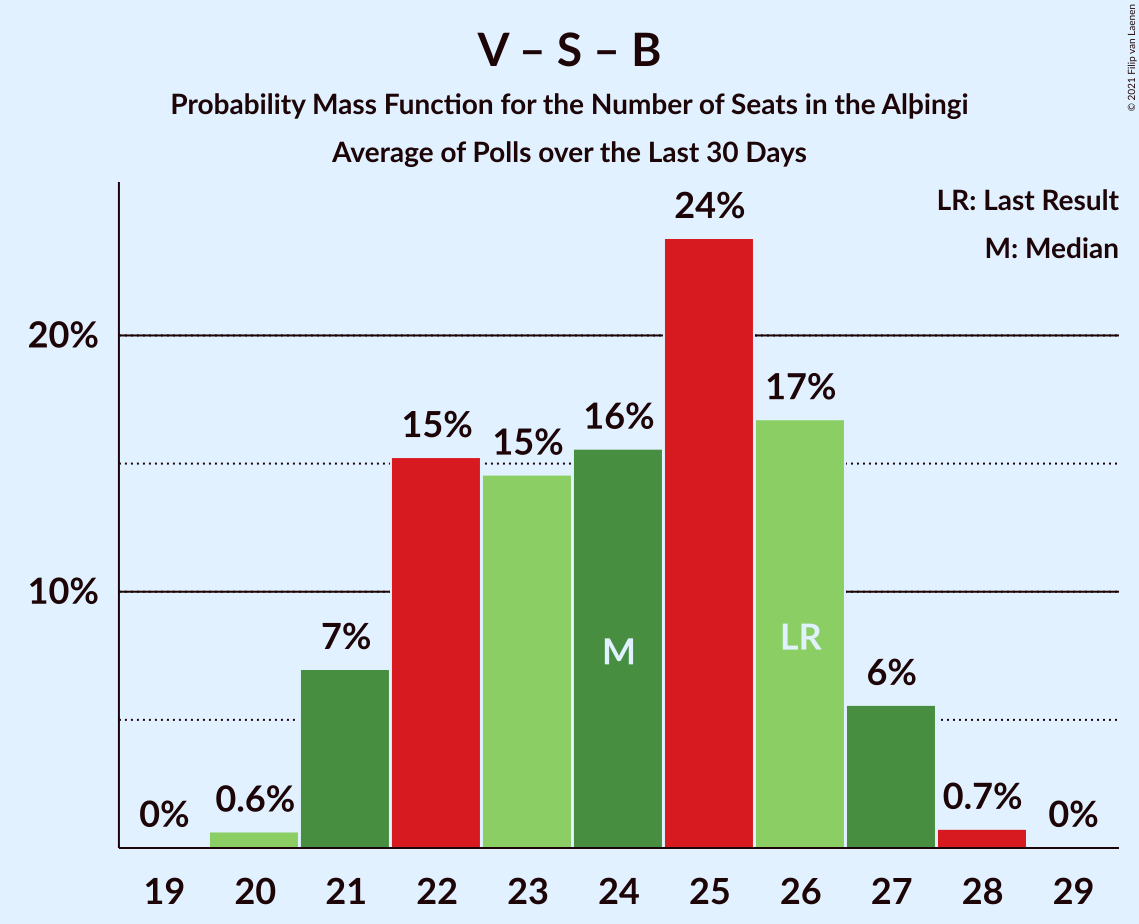 V – S – B
Probability Mass Function for the Number of Seats in the Alþingi
Average of Polls over the Last 30 Days
© 2021 Filip van Laenen
LR: Last Result
M: Median
20%
10%
0%
0.6%
7%
15%
15%
16%
24%
17%
6%
0.7%
0%
M
LR
19 20 21 22 23 24 25 26 27 28 29